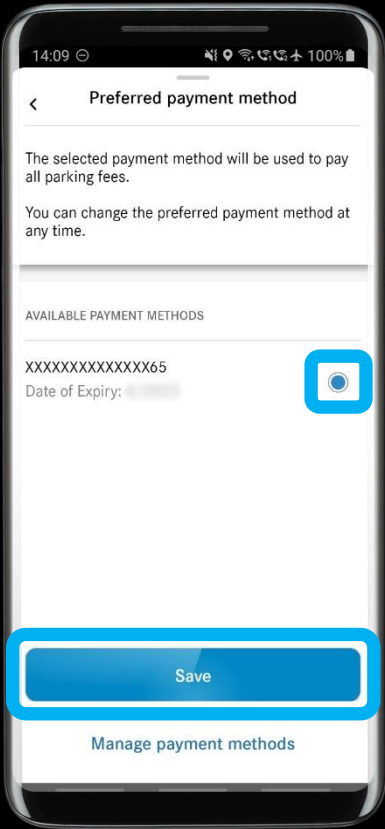 14:09 100%
Preferred payment method
The selected payment method will be used to pay
all parking fees.
You can change the preferred payment method at
any time.
AVAILABLE PAYMENT METHODS
XXXXXXXXXXXXXX65
Date of Expiry:
Save
Manage payment methods